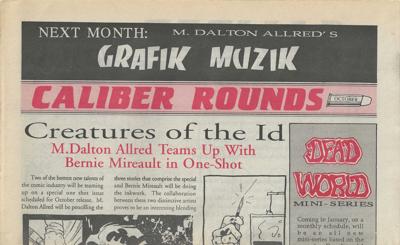 NEXT MONTH: M. DALTON ALLRED'S
GRAFIK MUZIK
CALIBER ROUNDS
OCTOBER
Creatures of the Id
M.Dalton Allred Teams Up With
Bernie Mireault in One-Shot
Two of the hottest new talents of
the comic industry will be teaming
up on a special one shot issue
scheduled for October release. M.
Dalton Allred will be pencilling the
three stories that comprise the special
and Bernie Mireault will be doing
the inkwork. The collaboration
between these two distinctive artists
proves to be an interesting blending
DEAD
WORLD
MINI-SERIES
Coming in January, on a
monthly schedule, will
be an all new
mini-series based on the